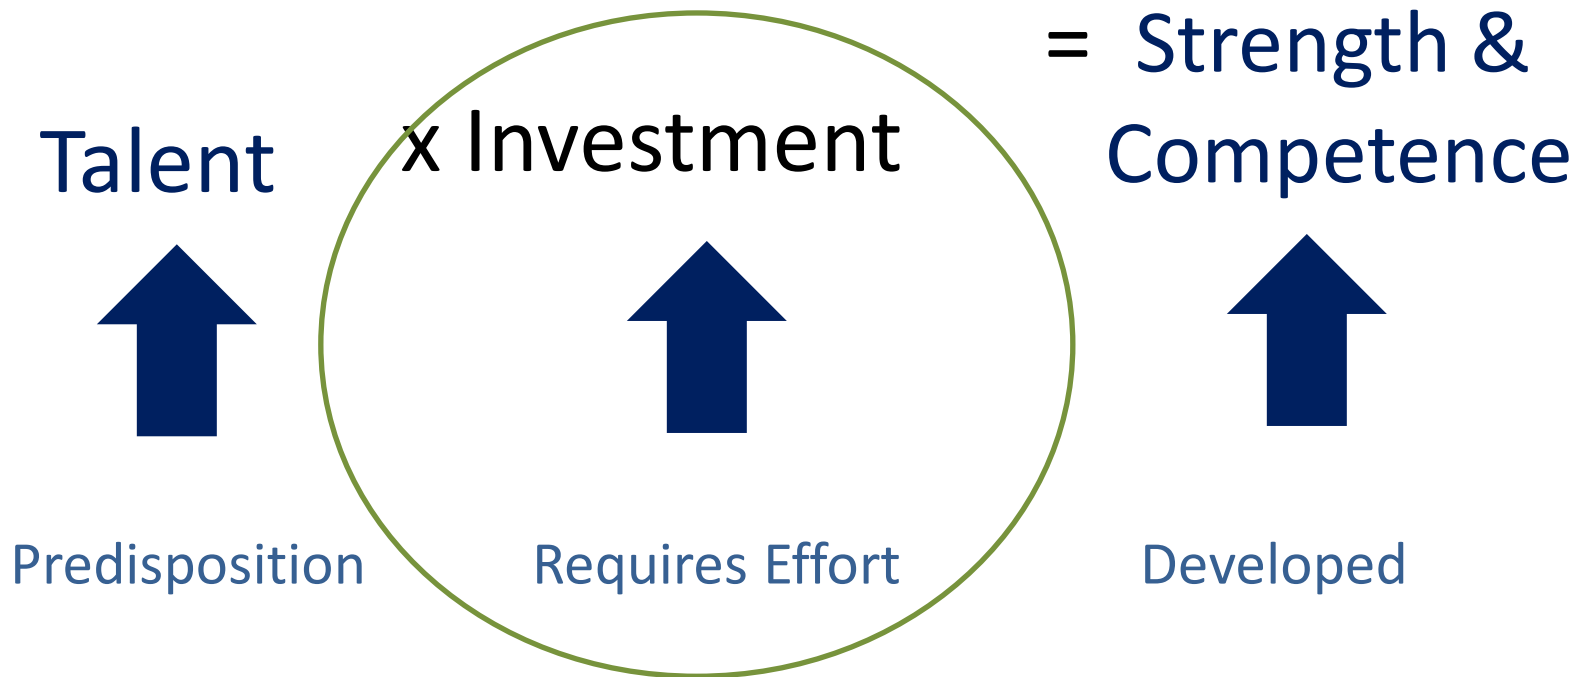 Talent
x Investment
= Strength &
Competence
Predisposition
Requires Effort
Developed